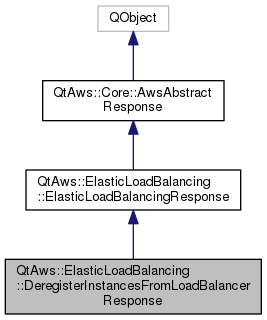 QObject
QtAws::Core::AwsAbstract
Response
QtAws::ElasticLoadBalancing
::ElasticLoadBalancingResponse
QtAws::ElasticLoadBalancing
::DeregisterInstancesFromLoadBalancer
Response